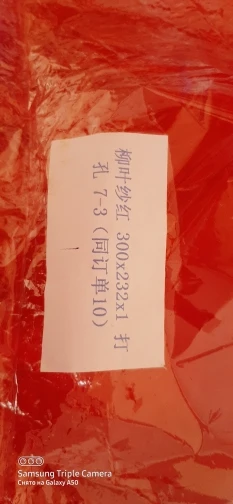 柳叶纱红 300x232x1 打
孔 7-3（同订单10）
Samsung Triple Camera
Снято на Galaxy A50